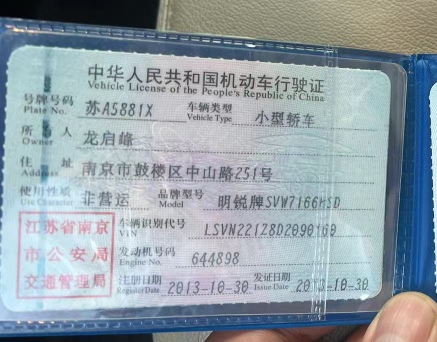 中华人民共和国机动车行驶证
Vehicle License of the People's Republic of China
号牌号码 Plate No. 苏A5881X 车辆类型 Vehicle Type 小型轿车
所有人 Owner 龙启峰
住址 Address 南京市鼓楼区中山路251号
使用性质 Use Character 非营运 品牌型号 Model 明锐牌SVW7166HSD
江苏省南京市公安局交通管理局
车辆识别代号 VIN LSVN221Z8D2090160
发动机号码 Engine No. 644898
注册日期 Register Date 2013-10-30 发证日期 Issue Date 2013-10-30